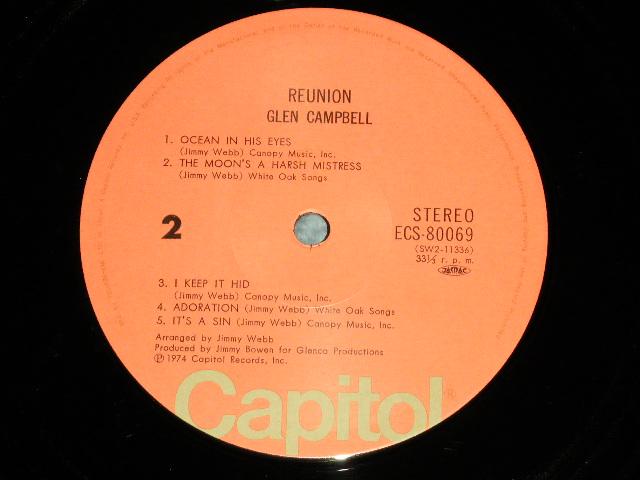 REUNION
GLEN CAMPBELL
1. OCEAN IN HIS EYES
(Jimmy Webb) Canopy Music, Inc.
2. THE MOON'S A HARSH MISTRESS
(Jimmy Webb) White Oak Songs
2
STEREO
ECS-80069
(SW2-11336)
33⅓ r. p. m.
3. I KEEP IT HID
(Jimmy Webb) Canopy Music, Inc.
4. ADORATION (Jimmy Webb) White Oak Songs
5. IT'S A SIN (Jimmy Webb) Canopy Music, Inc.
Arranged by Jimmy Webb
Produced by Jimmy Bowen for Glenco Productions
Ⓟ 1974 Capitol Records, Inc.
Capitol®